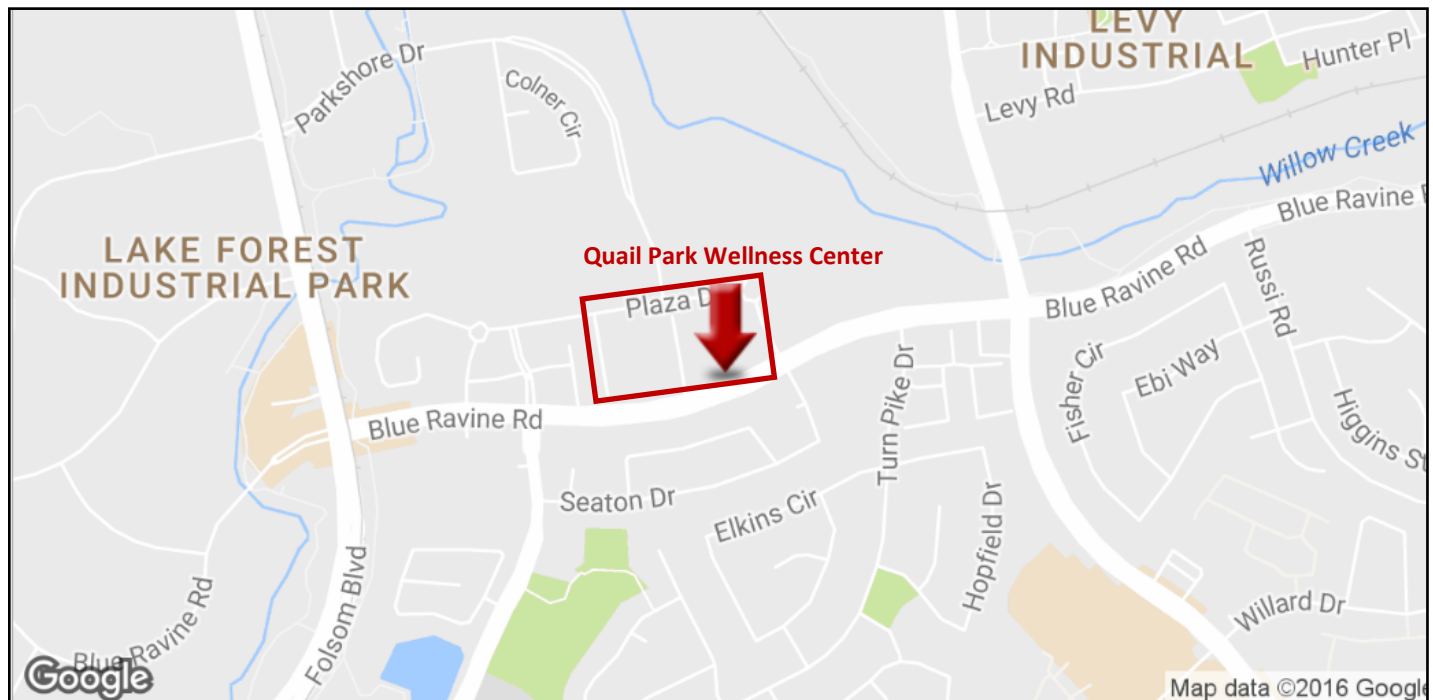 LEVY
INDUSTRIAL
Hunter Pl
Parkshore Dr
Colner Cir
Levy Rd
Willow Creek
Blue Ravine
LAKE FOREST
INDUSTRIAL PARK
Quail Park Wellness Center
Plaza D
Blue Ravine Rd
Russi Rd
Fisher Cir
Ebi Way
Turn Pike Dr
Blue Ravine Rd
Higgins St
Seaton Dr
Elkins Cir
Hopfield Dr
Folsom Blvd
Blue Ravine Rd
Willard Dr
Google
Map data ©2016 Google